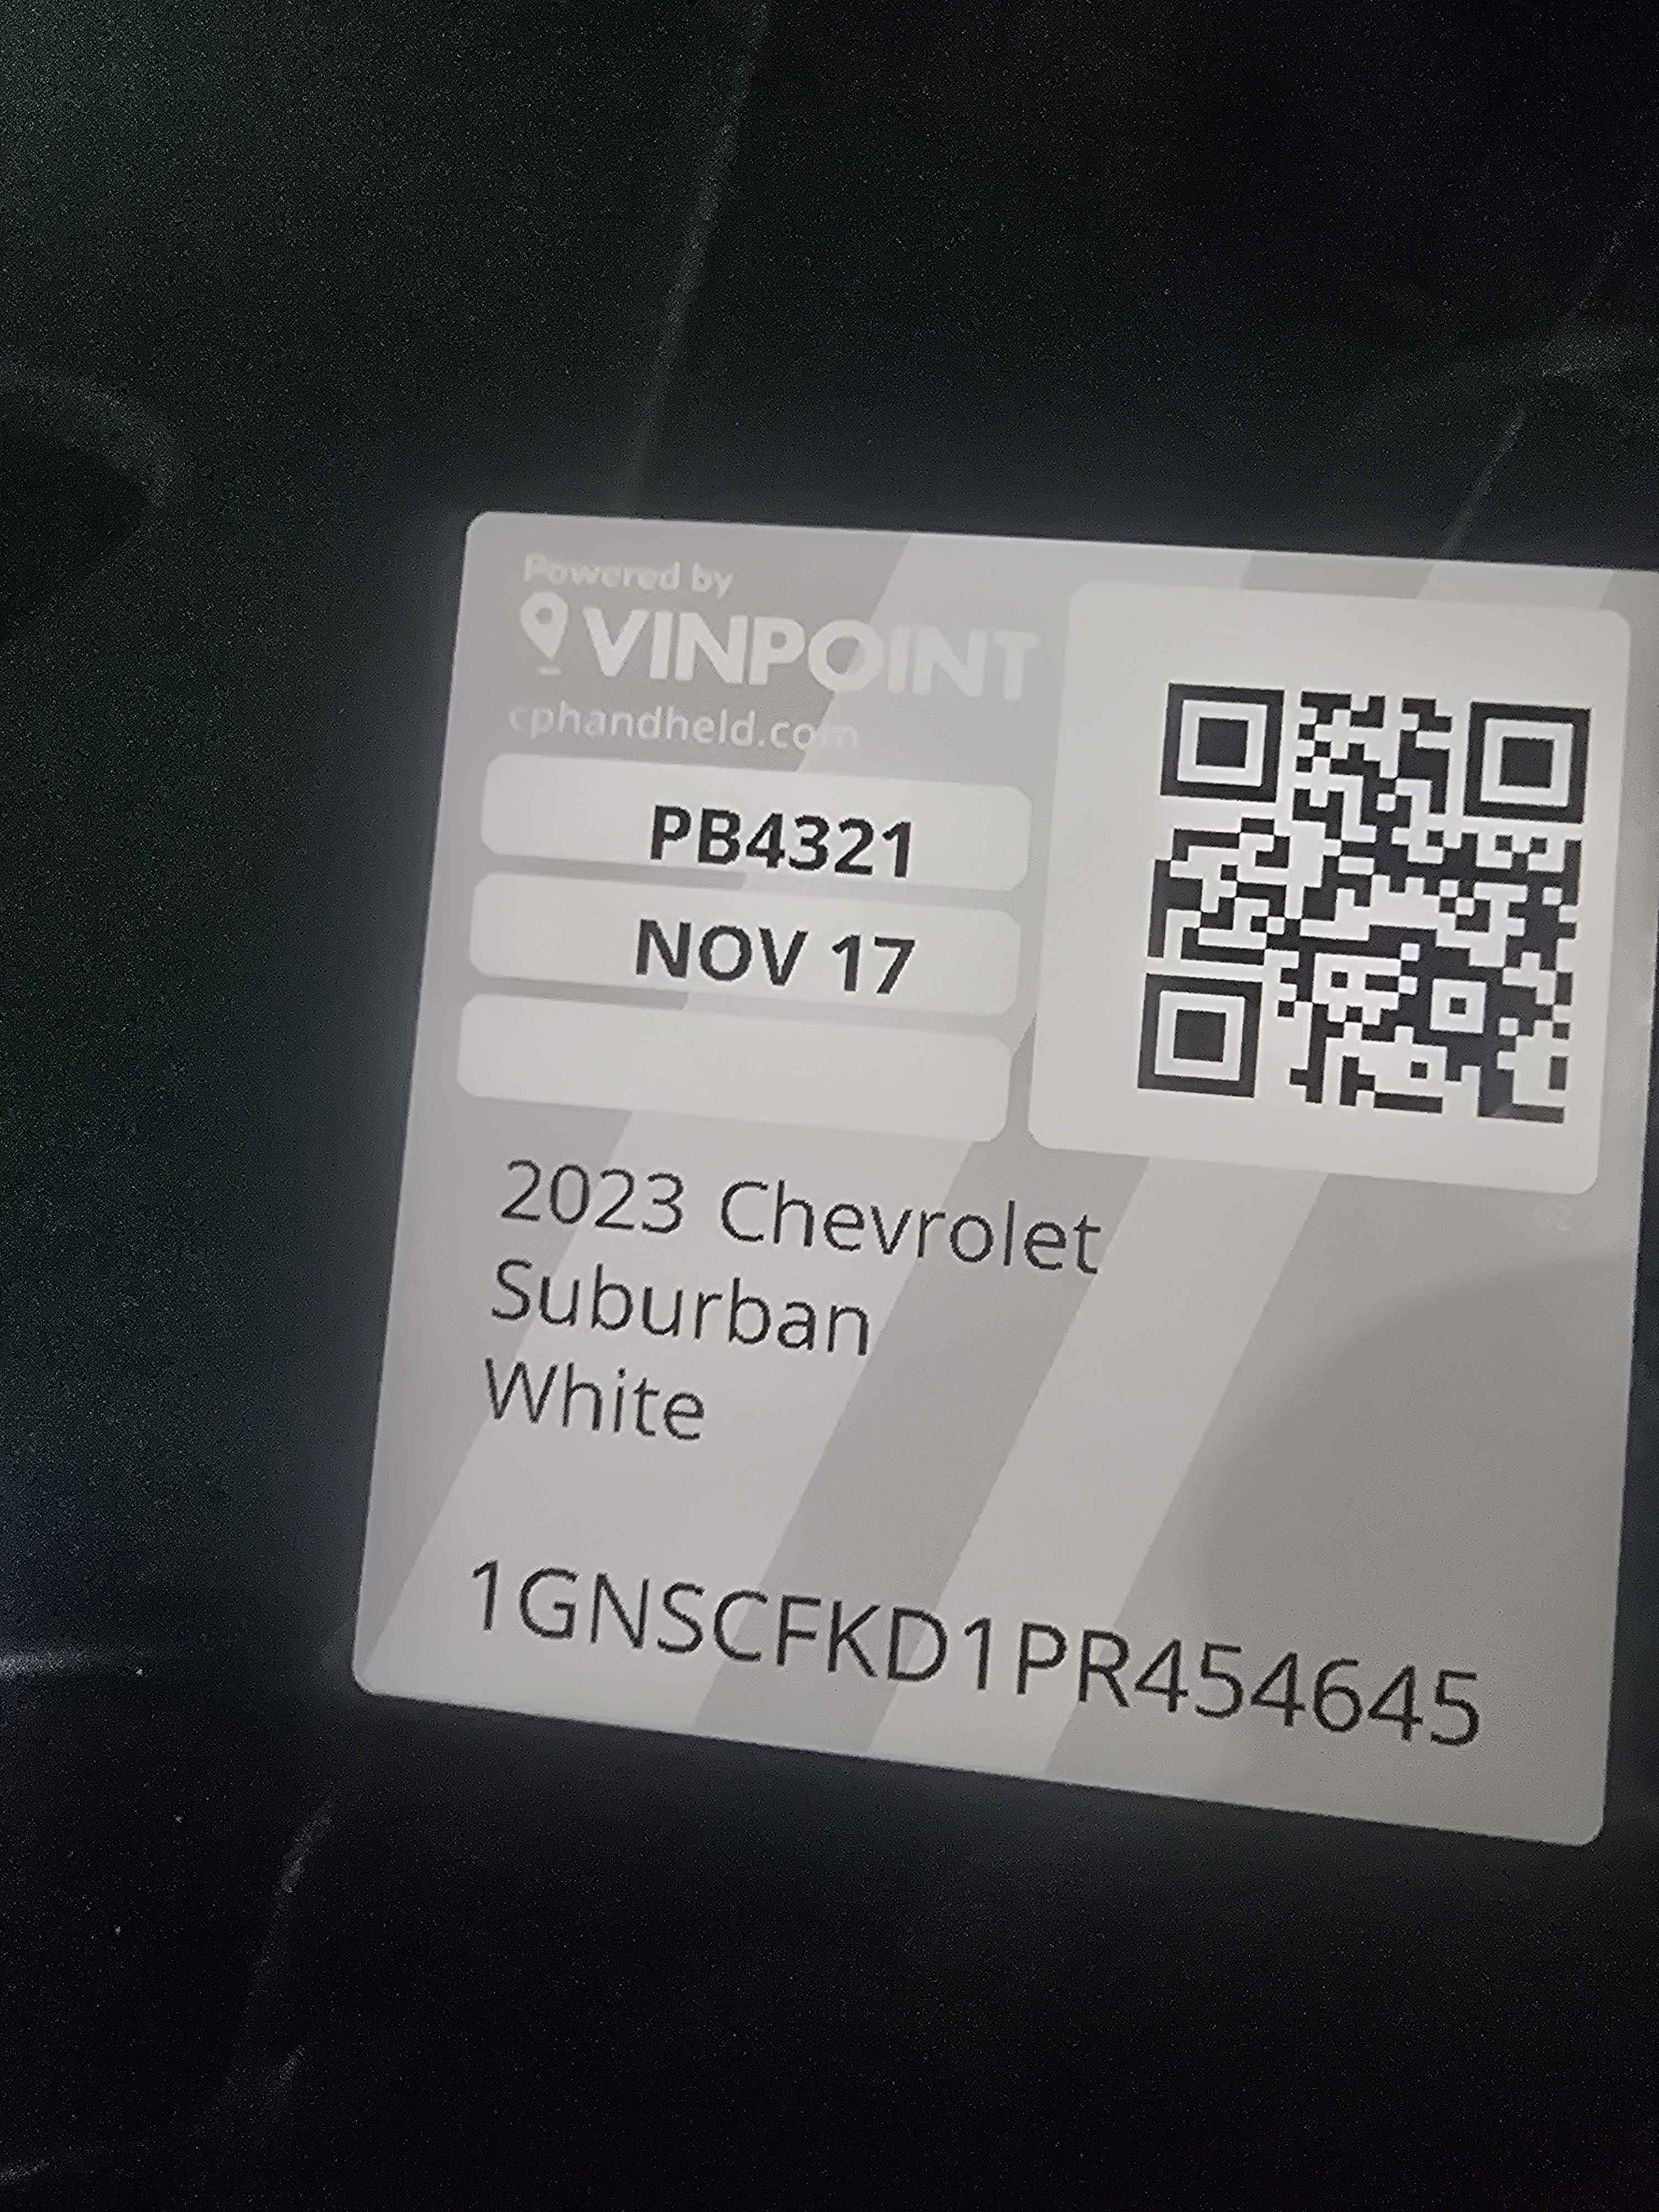 Powered by
VINPOINT
cphandheld.com
PB4321
NOV 17
2023 Chevrolet
Suburban
White
1GNSCFKD1PR454645